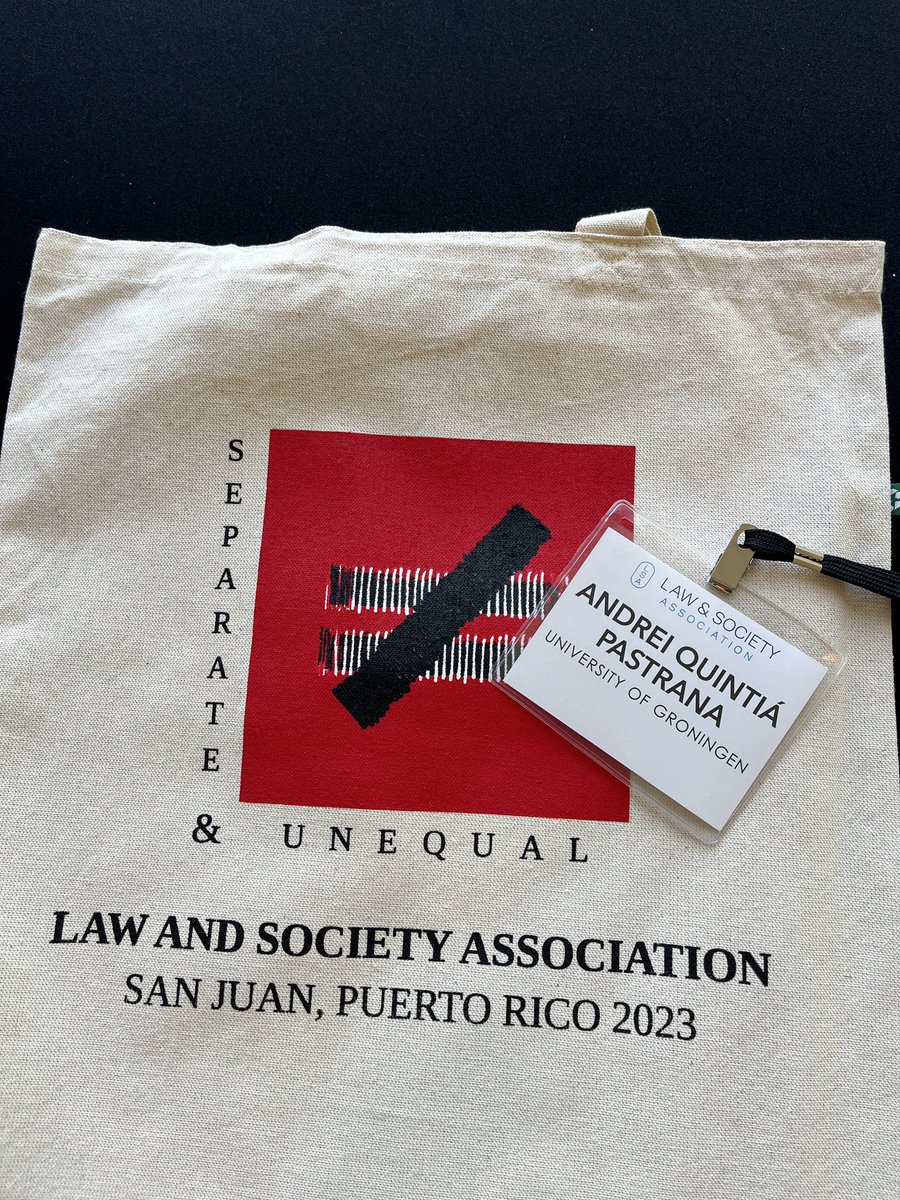 SEPARATE
& UNEQUAL
LAW AND SOCIETY ASSOCIATION
SAN JUAN, PUERTO RICO 2023
LSA
LAW & SOCIETY
ASSOCIATION
ANDREI QUINTIÁ
PASTRANA
UNIVERSITY OF GRONINGEN